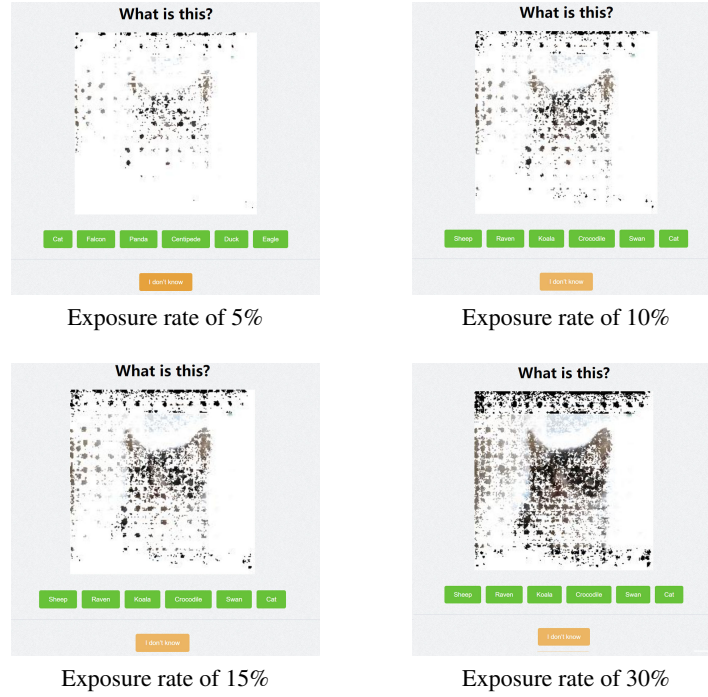 What is this?
Cat Falcon Panda Centipede Duck Eagle
I don't know
Exposure rate of 5%
What is this?
Sheep Raven Koala Crocodile Swan Cat
I don't know
Exposure rate of 10%
What is this?
Sheep Raven Koala Crocodile Swan Cat
I don't know
Exposure rate of 15%
What is this?
Sheep Raven Koala Crocodile Swan Cat
I don't know
Exposure rate of 30%